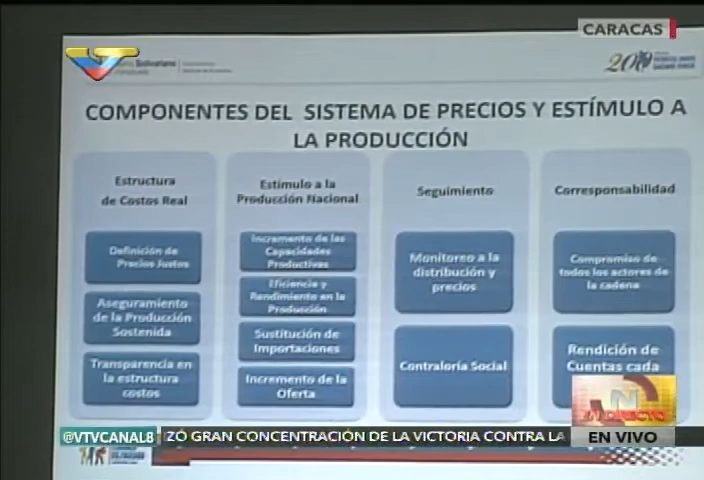 CARACAS
VTV
Bolivariano
200
COMPONENTES DEL SISTEMA DE PRECIOS Y ESTÍMULO A
LA PRODUCCIÓN
Estructura
de Costos Real
Definición de
Precios Justos
Aseguramiento
de la Producción
Sostenida
Transparencia en
la estructura
costos
Estímulo a la
Producción Nacional
Incremento de las
Capacidades
Productivas
Eficiencia y
Rendimiento en la
Producción
Sustitución de
Importaciones
Incremento de la
Oferta
Seguimiento
Monitoreo a la
distribución y
precios
Contraloría Social
Corresponsabilidad
Compromiso de
todos los actores de
la cadena
Rendición de
Cuentas cada
N
EN DIRECTO
EN VIVO
@VTVCANAL8
ZÓ GRAN CONCENTRACIÓN DE LA VICTORIA CONTRA LA